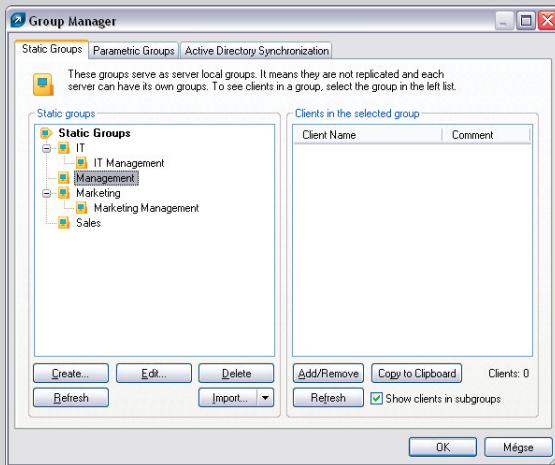 Group Manager
Static Groups Parametric Groups Active Directory Synchronization
These groups serve as server local groups. It means they are not replicated and each
server can have its own groups. To see clients in a group, select the group in the left list.
Static groups
Static Groups
IT
IT Management
Management
Marketing
Marketing Management
Sales
Create... Edit... Delete
Refresh Import...
Clients in the selected group
Client Name Comment
Add/Remove Copy to Clipboard Clients: 0
Refresh Show clients in subgroups
OK Mégse